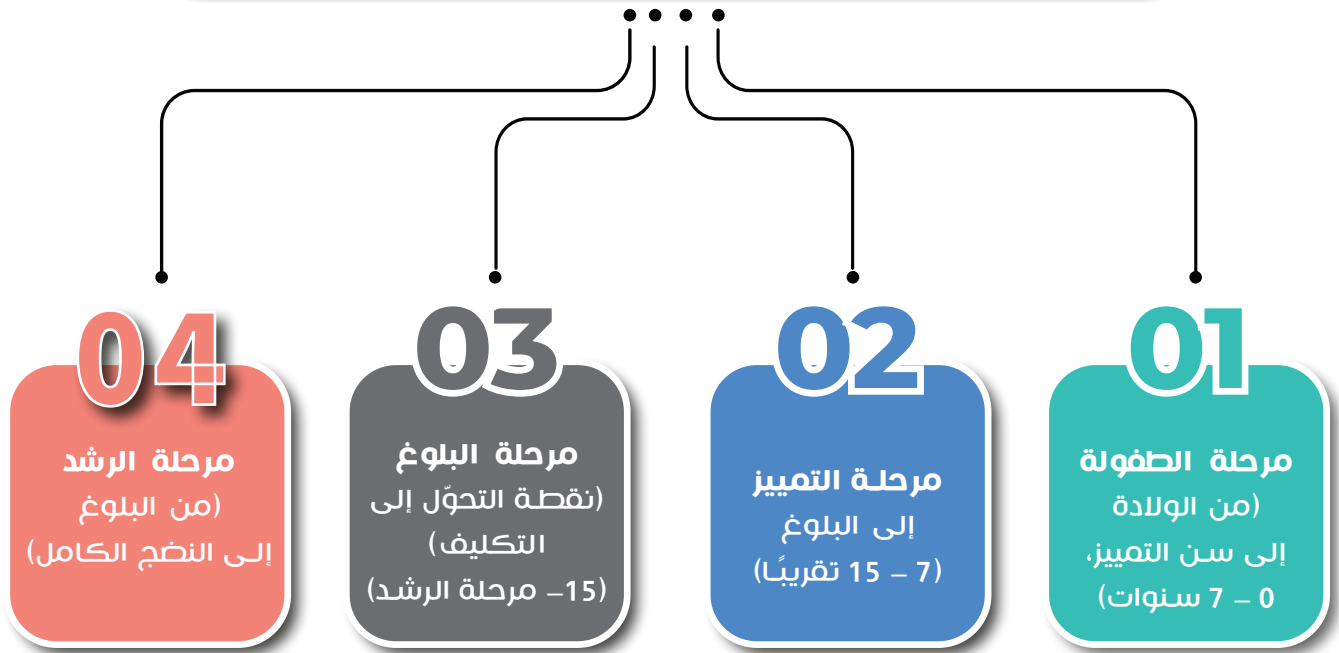 01
مرحلة الطفولة
(من الولادة
إلى سن التمييز،
0 – 7 سنوات)
02
مرحلة التمييز
إلى البلوغ
(7 – 15 تقريبًا)
03
مرحلة البلوغ
(نقطة التحوّل إلى
التكليف)
(15– مرحلة الرشد)
04
مرحلة الرشد
(من البلوغ
إلى النضج الكامل)